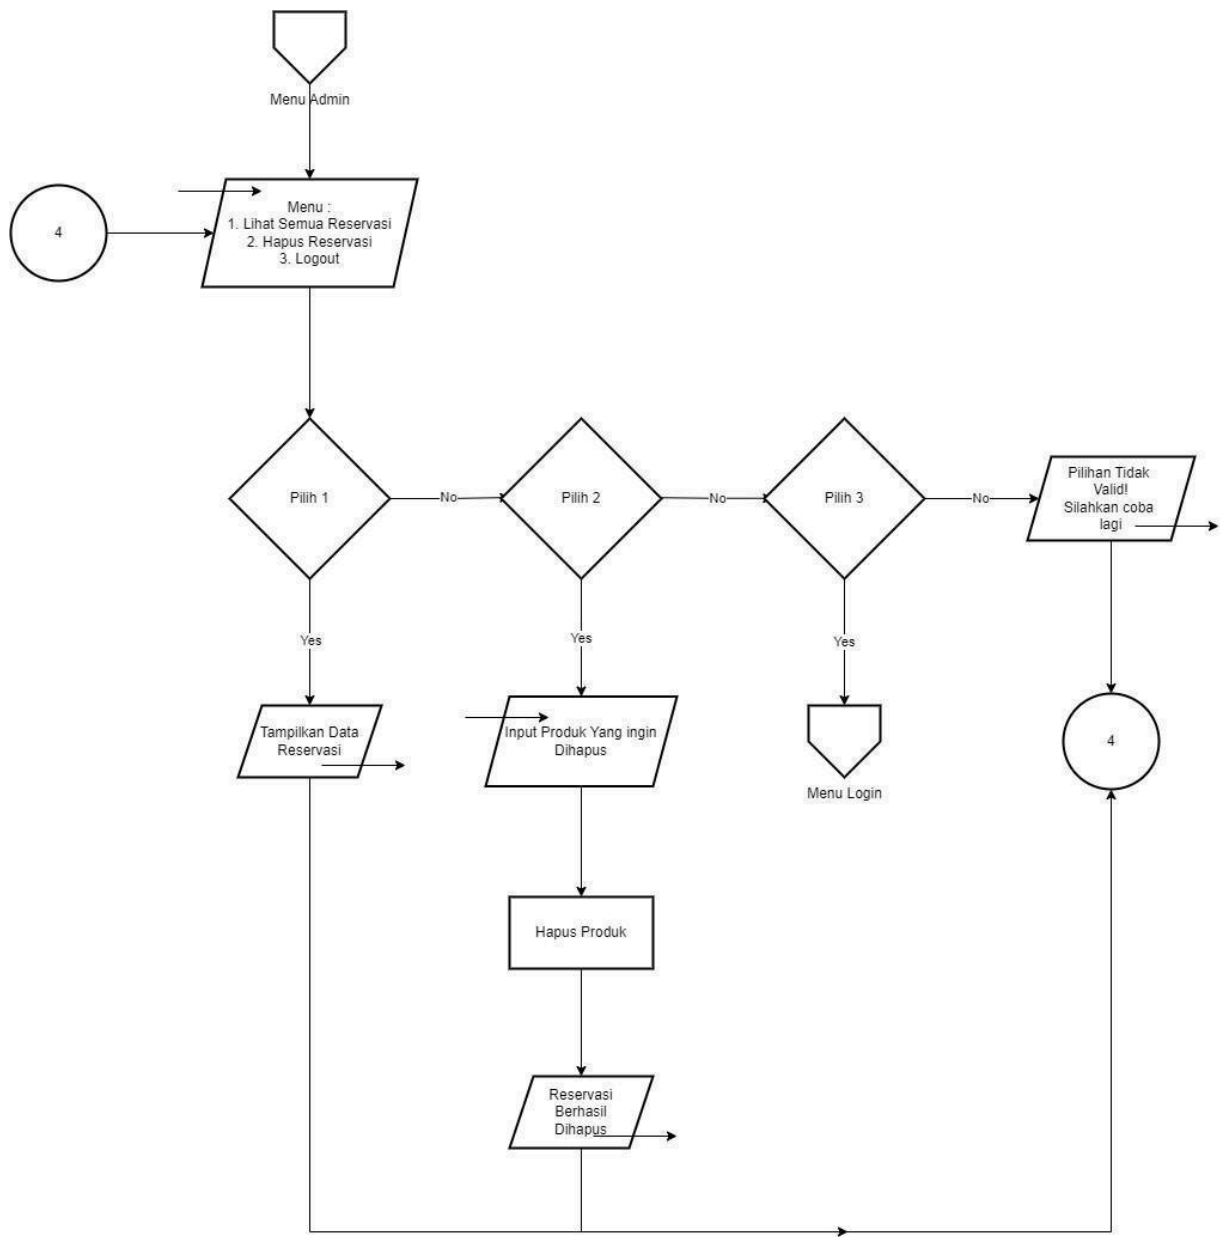 Menu Admin
4
Menu :
1. Lihat Semua Reservasi
2. Hapus Reservasi
3. Logout
Pilih 1
No
Pilih 2
No
Pilih 3
No
Pilihan Tidak
Valid!
Silahkan coba
lagi
Yes
Yes
Yes
Tampilkan Data
Reservasi
Input Produk Yang ingin
Dihapus
Menu Login
4
Hapus Produk
Reservasi
Berhasil
Dihapus